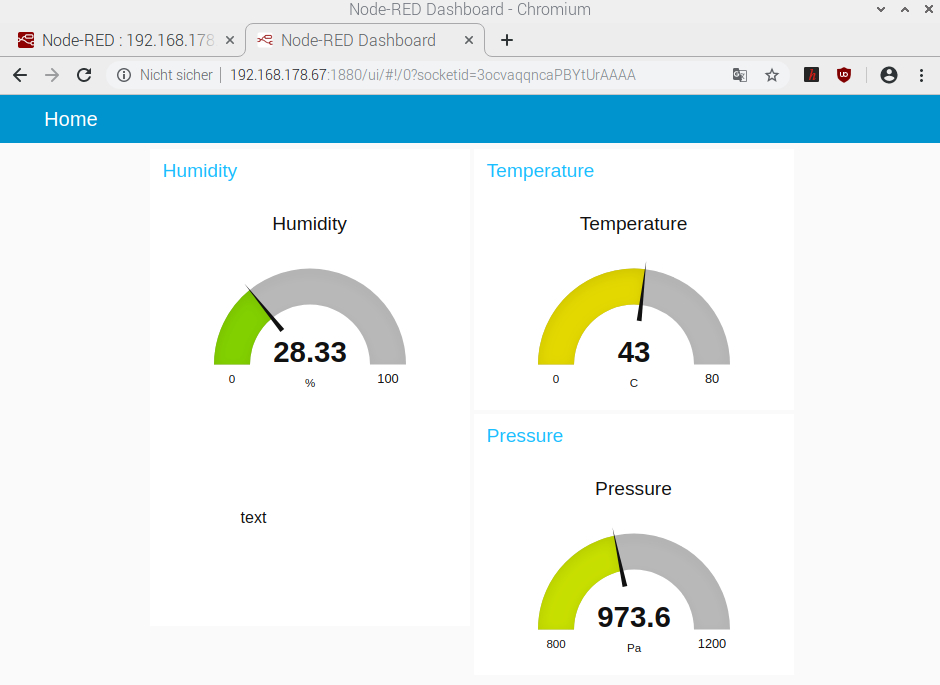 Node-RED Dashboard - Chromium
Node-RED : 192.168.178
Node-RED Dashboard
Nicht sicher | 192.168.178.67:1880/ui/#!/0?socketid=3ocvaqqncaPBYtUrAAAA
Home
Humidity
Humidity
28.33
0 % 100
text
Temperature
Temperature
43
0 C 80
Pressure
Pressure
973.6
800 Pa 1200